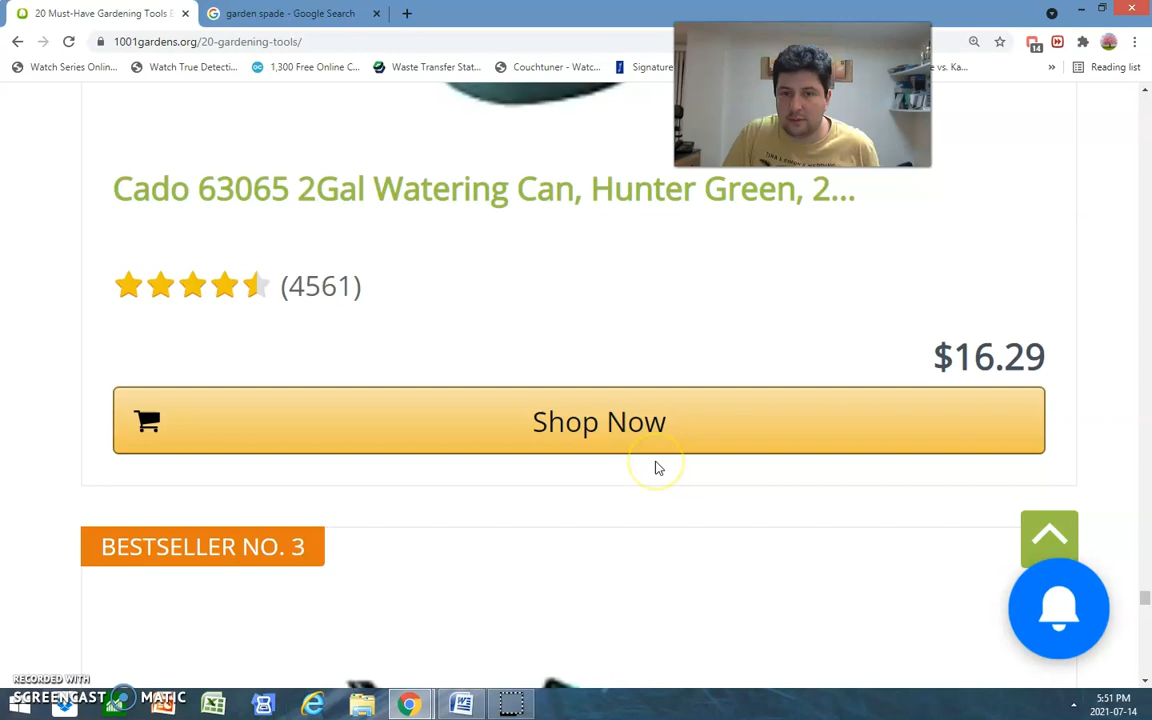 20 Must-Have Gardening Tools E
garden spade - Google Search
1001gardens.org/20-gardening-tools/
14
Watch Series Onlin...
Watch True Detecti...
1,300 Free Online C...
Waste Transfer Stat...
Couchtuner - Watc...
Signature
e vs. Ka...
»
Reading list
Cado 63065 2Gal Watering Can, Hunter Green, 2...
(4561)
$16.29
Shop Now
BESTSELLER NO. 3
RECORDED WITH
SCREENCAST MATIC
5:51 PM
2021-07-14